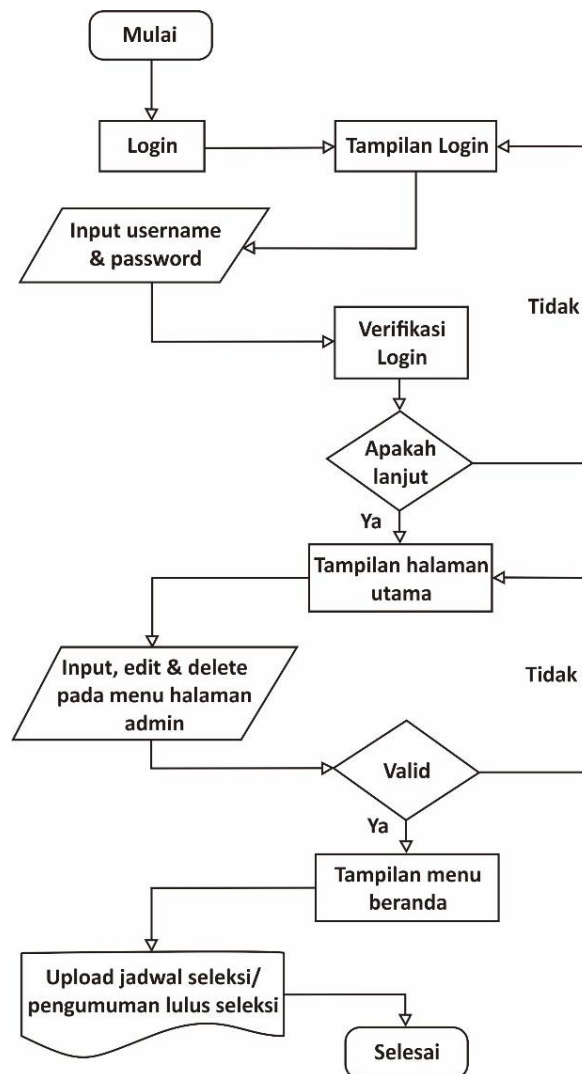 Mulai
Login
Tampilan Login
Input username
& password
Tidak
Verifikasi
Login
Apakah
lanjut
Ya
Tampilan halaman
utama
Input, edit & delete
pada menu halaman
admin
Tidak
Valid
Ya
Tampilan menu
beranda
Upload jadwal seleksi/
pengumuman lulus seleksi
Selesai